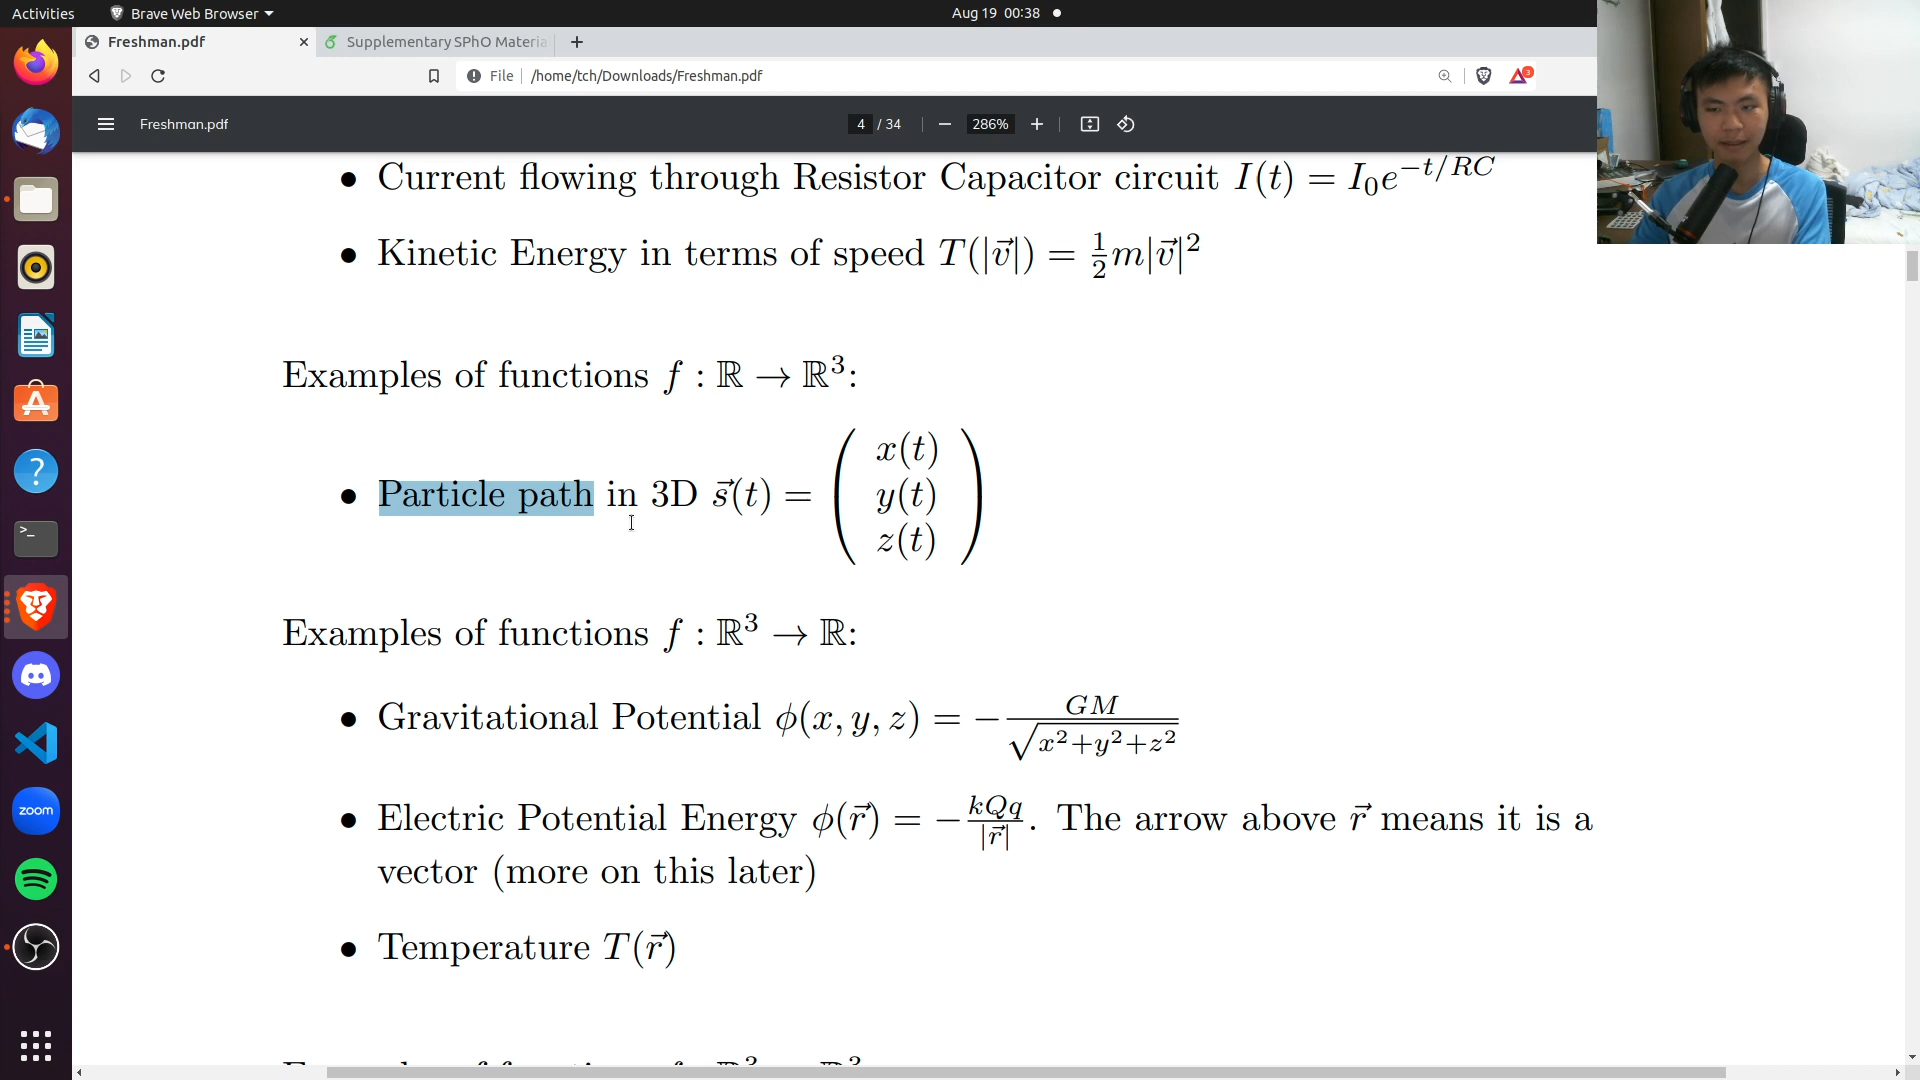 Activities
Brave Web Browser
Aug 19 00:38
Freshman.pdf
Supplementary SPhO Materia
File
/home/tch/Downloads/Freshman.pdf
3
Freshman.pdf
4 / 34
286%
• Current flowing through Resistor Capacitor circuit I(t) = I₀e^{−t/RC}
• Kinetic Energy in terms of speed T(|v⃗|) = ½m|v⃗|²
Examples of functions f : ℝ → ℝ³:
• Particle path in 3D s⃗(t) = ( x(t)
y(t)
z(t) )
Examples of functions f : ℝ³ → ℝ:
• Gravitational Potential φ(x, y, z) = − GM / √(x²+y²+z²)
• Electric Potential Energy φ(r⃗) = − kQq / |r⃗|. The arrow above r⃗ means it is a
vector (more on this later)
• Temperature T(r⃗)
zoom